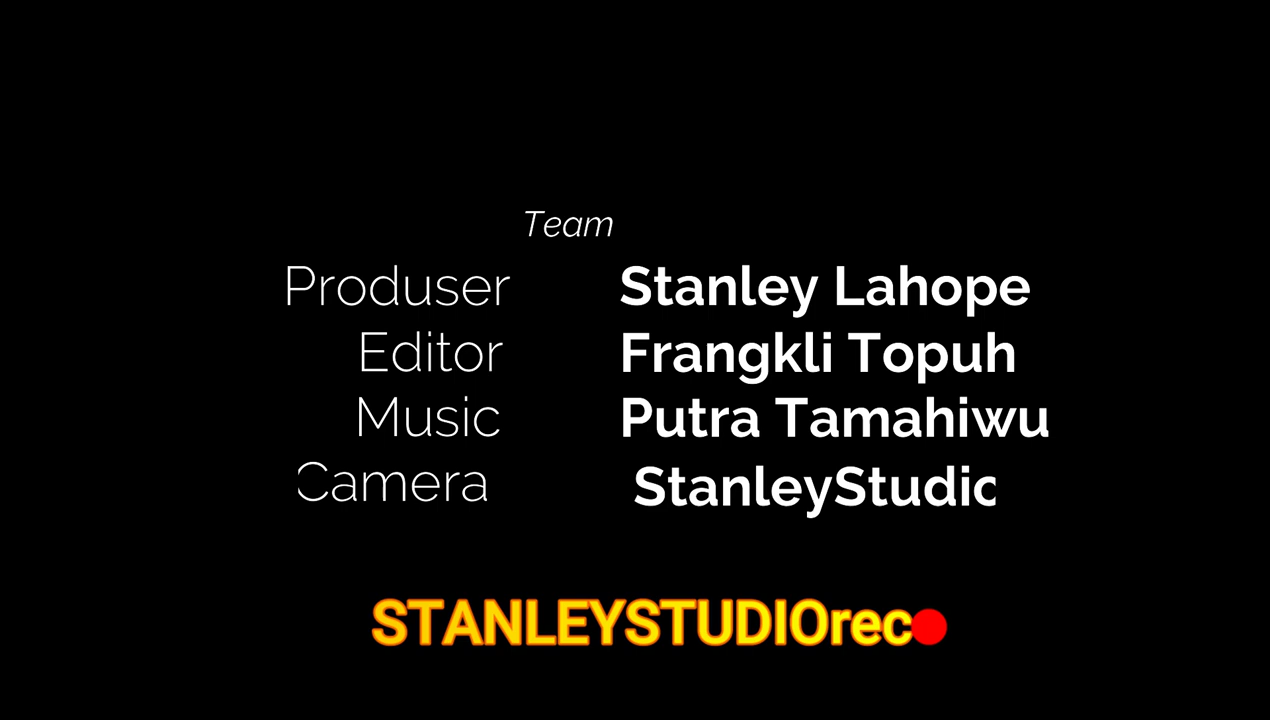 Team
Produser Stanley Lahope
Editor Frangkli Topuh
Music Putra Tamahiwu
Camera StanleyStudio
STANLEYSTUDIOrec